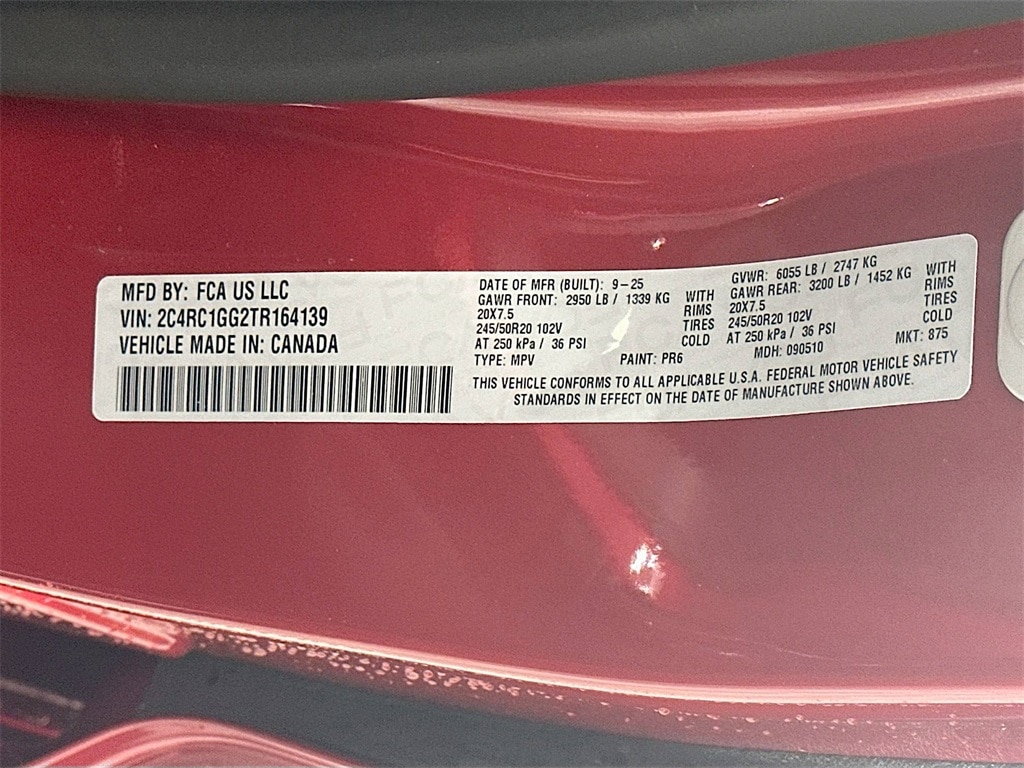 MFD BY: FCA US LLC
VIN: 2C4RC1GG2TR164139
VEHICLE MADE IN: CANADA
DATE OF MFR (BUILT): 9-25
GAWR FRONT: 2950 LB / 1339 KG WITH
20X7.5 RIMS
245/50R20 102V TIRES
AT 250 kPa / 36 PSI COLD
TYPE: MPV PAINT: PR6
GVWR: 6055 LB / 2747 KG
GAWR REAR: 3200 LB / 1452 KG WITH
20X7.5 RIMS
245/50R20 102V TIRES
AT 250 kPa / 36 PSI COLD
MDH: 090510 MKT: 875
THIS VEHICLE CONFORMS TO ALL APPLICABLE U.S.A. FEDERAL MOTOR VEHICLE SAFETY
STANDARDS IN EFFECT ON THE DATE OF MANUFACTURE SHOWN ABOVE.